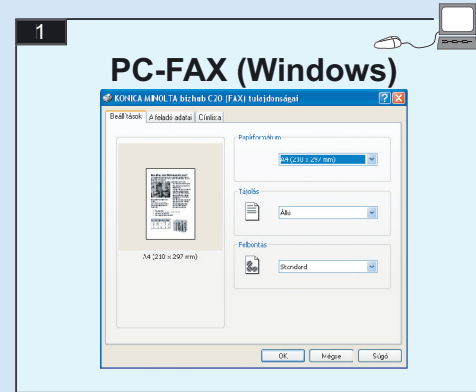 1
PC-FAX (Windows)
KONICA MINOLTA bizhub C20 (FAX) tulajdonságai
Beállítások A feladó adatai Címlista
Papírformátum
A4 (210 x 297 mm)
Tájolás
Álló
A4 (210 x 297 mm)
Felbontás
Standard
OK Mégse Súgó